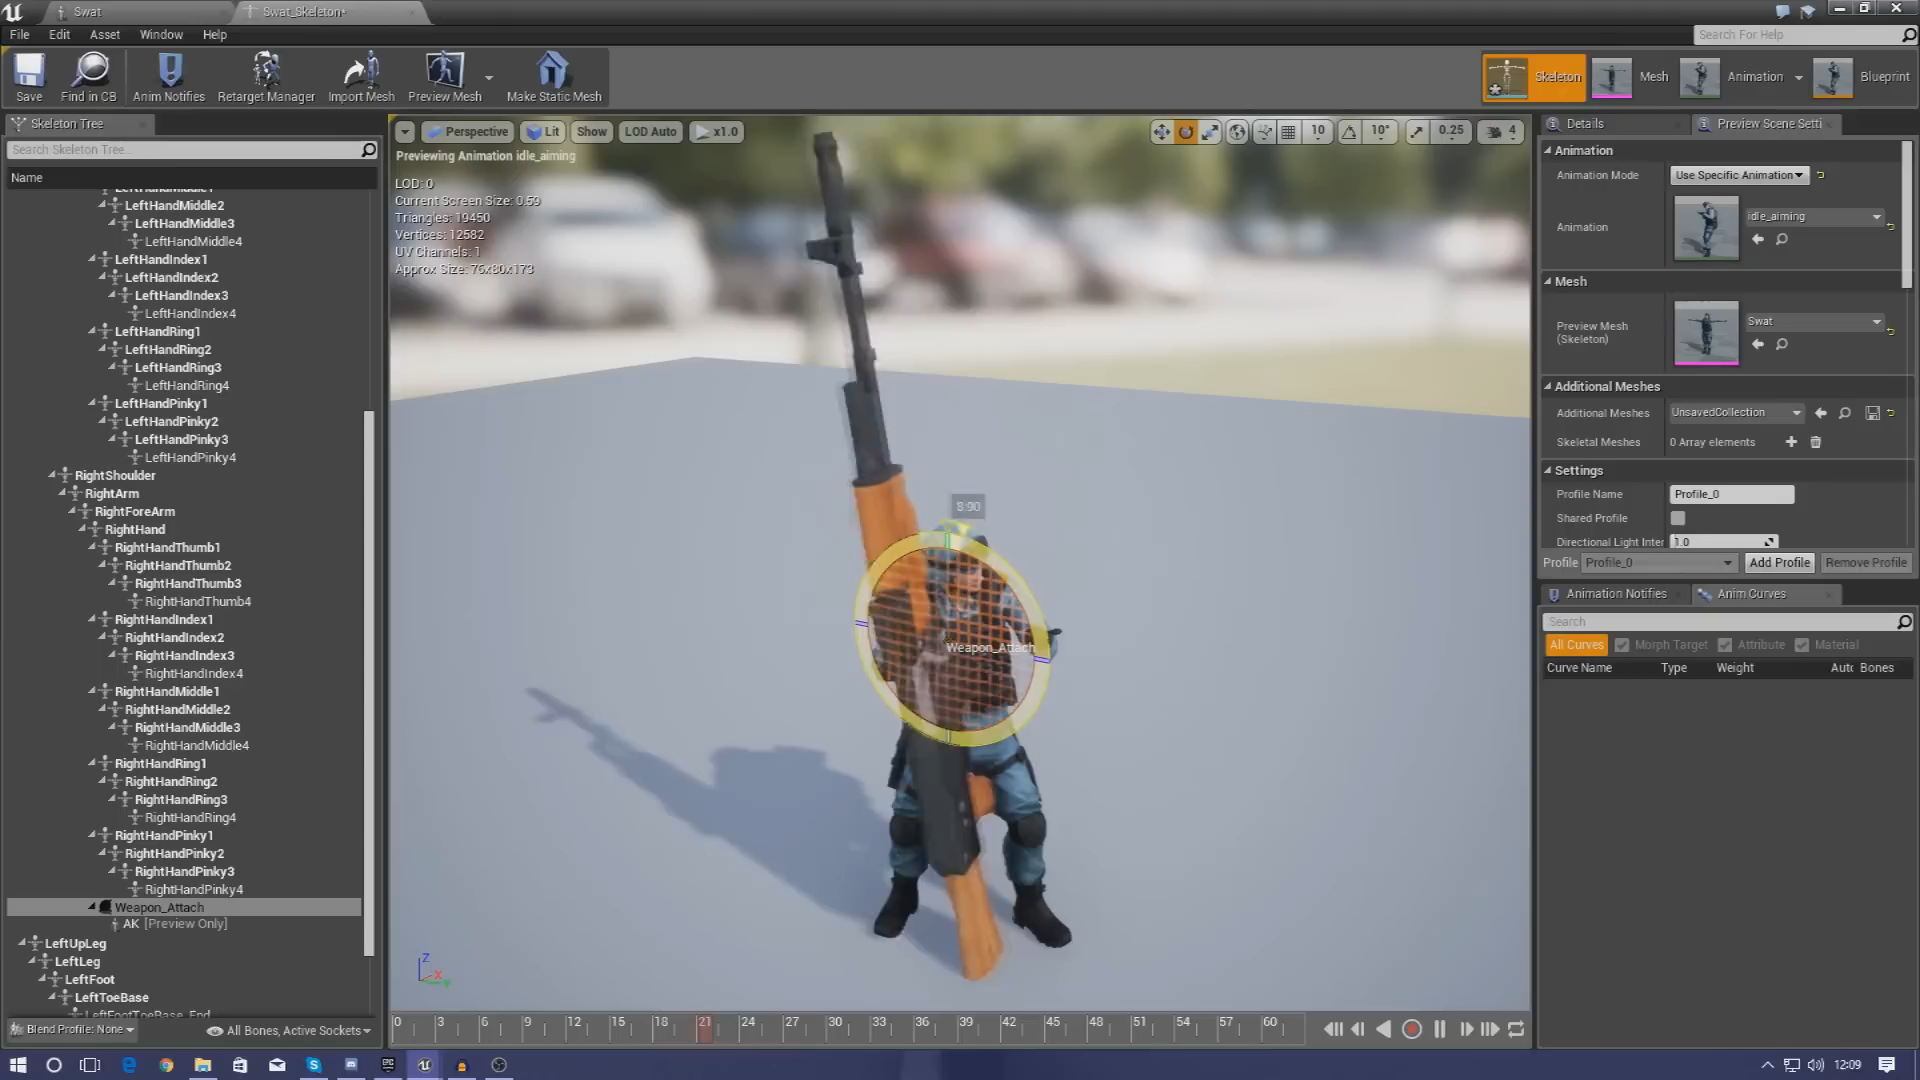 Swat
Swat_Skeleton*
File Edit Asset Window Help
Search For Help
Save
Find in CB
Anim Notifies
Retarget Manager
Import Mesh
Preview Mesh
Make Static Mesh
Skeleton
Mesh
Animation
Blueprint
Skeleton Tree
Search Skeleton Tree...
Name
LeftHandMiddle1
LeftHandMiddle2
LeftHandMiddle3
LeftHandMiddle4
LeftHandIndex1
LeftHandIndex2
LeftHandIndex3
LeftHandIndex4
LeftHandRing1
LeftHandRing2
LeftHandRing3
LeftHandRing4
LeftHandPinky1
LeftHandPinky2
LeftHandPinky3
LeftHandPinky4
RightShoulder
RightArm
RightForeArm
RightHand
RightHandThumb1
RightHandThumb2
RightHandThumb3
RightHandThumb4
RightHandIndex1
RightHandIndex2
RightHandIndex3
RightHandIndex4
RightHandMiddle1
RightHandMiddle2
RightHandMiddle3
RightHandMiddle4
RightHandRing1
RightHandRing2
RightHandRing3
RightHandRing4
RightHandPinky1
RightHandPinky2
RightHandPinky3
RightHandPinky4
Weapon_Attach
AK [Preview Only]
LeftUpLeg
LeftLeg
LeftFoot
LeftToeBase
LeftFootToeBase_End
Blend Profile: None
All Bones, Active Sockets
Perspective Lit Show LOD Auto x1.0
10 10° 0.25 4
Previewing Animation idle_aiming
LOD: 0
Current Screen Size: 0.59
Triangles: 19450
Vertices: 12582
UV Channels: 1
Approx Size: 76x80x173
8.00
Weapon_Attach
Z
X
Y
0 3 6 9 12 15 18 21 24 27 30 33 36 39 42 45 48 51 54 57 60
Details
Preview Scene Setti
Animation
Animation Mode
Use Specific Animation
Animation
idle_aiming
Mesh
Preview Mesh
(Skeleton)
Swat
Additional Meshes
Additional Meshes
UnsavedCollection
Skeletal Meshes
0 Array elements
Settings
Profile Name
Profile_0
Shared Profile
Directional Light Inter
1.0
Profile
Profile_0
Add Profile
Remove Profile
Animation Notifies
Anim Curves
Search
All Curves
Morph Target
Attribute
Material
Curve Name
Type
Weight
Auto
Bones
12:09